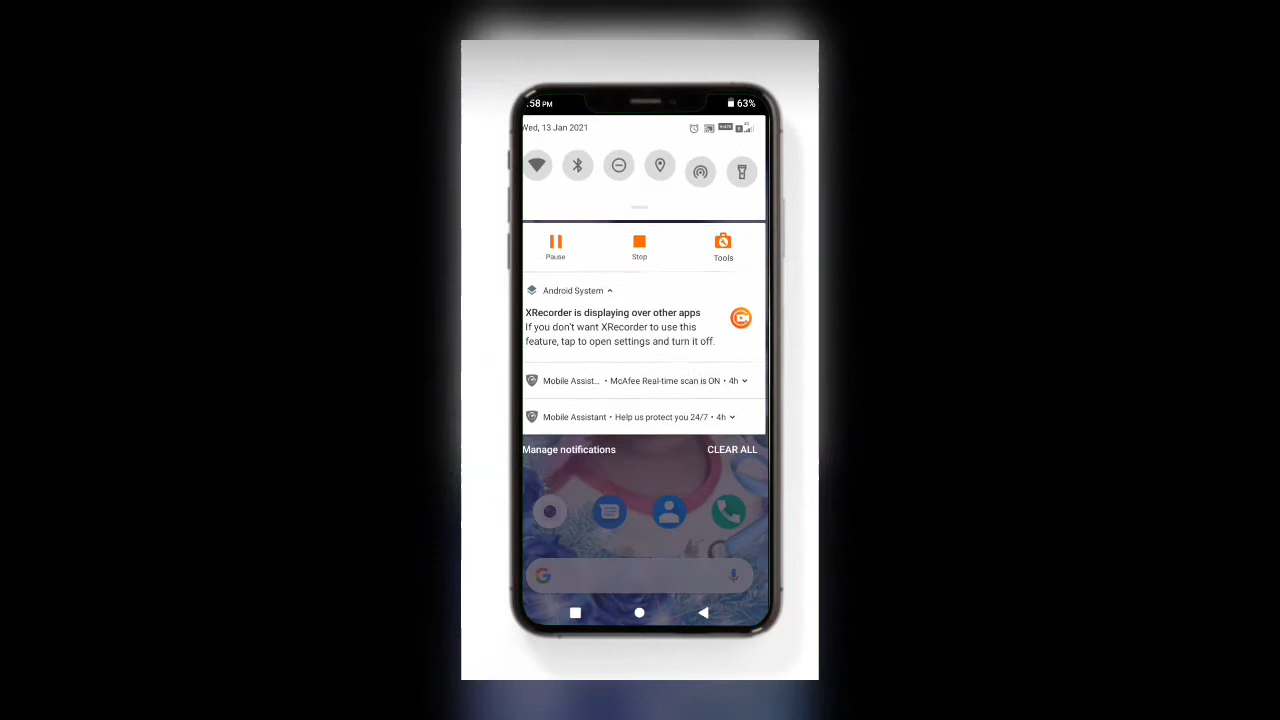 :58 PM
63%
Wed, 13 Jan 2021
Pause
Stop
Tools
Android System
XRecorder is displaying over other apps
If you don't want XRecorder to use this
feature, tap to open settings and turn it off.
Mobile Assist... • McAfee Real-time scan is ON • 4h
Mobile Assistant • Help us protect you 24/7 • 4h
Manage notifications
CLEAR ALL